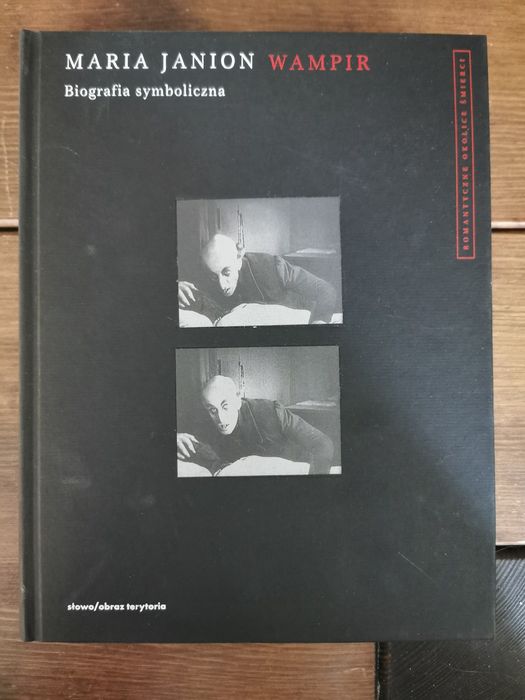 MARIA JANION WAMPIR
Biografia symboliczna
ROMANTYCZNE OKOLICE ŚMIERCI
słowo/obraz terytoria